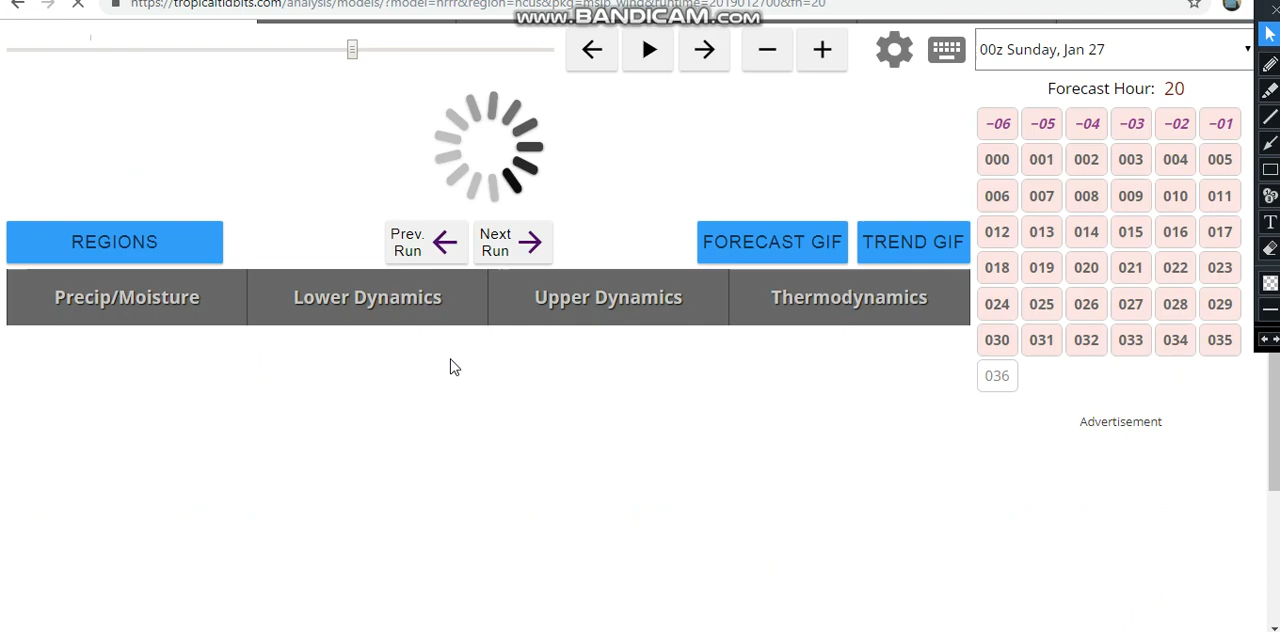 https://tropicaltidbits.com/analysis/models/?model=hrrr&region=ncus&pkg=mslp_wind&runtime=2019012700&fh=20
www.BANDICAM.com
00z Sunday, Jan 27
Forecast Hour: 20
−06 −05 −04 −03 −02 −01
000 001 002 003 004 005
006 007 008 009 010 011
012 013 014 015 016 017
018 019 020 021 022 023
024 025 026 027 028 029
030 031 032 033 034 035
036
REGIONS
Prev. Run
Next Run
FORECAST GIF
TREND GIF
Precip/Moisture
Lower Dynamics
Upper Dynamics
Thermodynamics
Advertisement
T